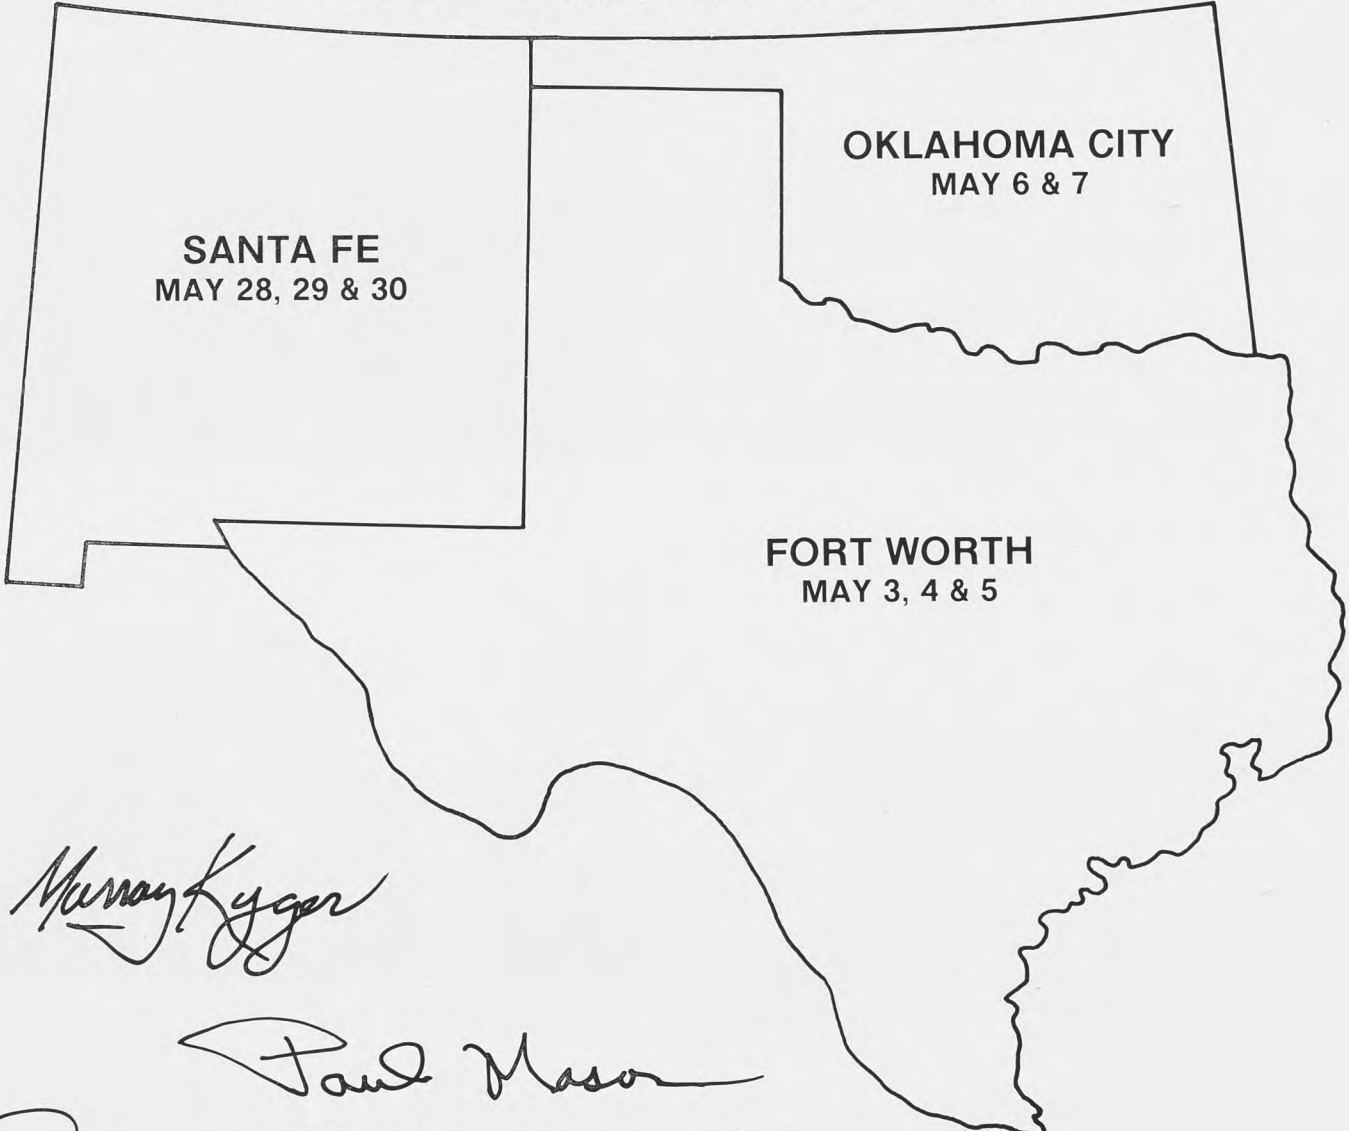 OKLAHOMA CITY
MAY 6 & 7
SANTA FE
MAY 28, 29 & 30
FORT WORTH
MAY 3, 4 & 5
Murray Kyger
Paul Mason